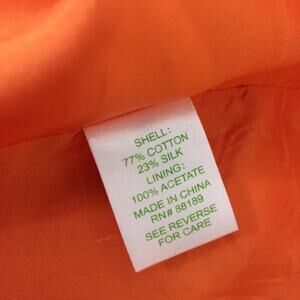 SHELL:
77% COTTON
23% SILK
LINING:
100% ACETATE
MADE IN CHINA
RN# 88189
SEE REVERSE
FOR CARE